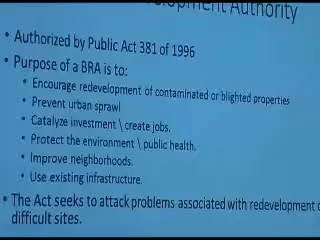 Authority
• Authorized by Public Act 381 of 1996
• Purpose of a BRA is to:
• Encourage redevelopment of contaminated or blighted properties
• Prevent urban sprawl
• Catalyze investment \ create jobs.
• Protect the environment \ public health.
• Improve neighborhoods.
• Use existing infrastructure.
• The Act seeks to attack problems associated with redevelopment
difficult sites.